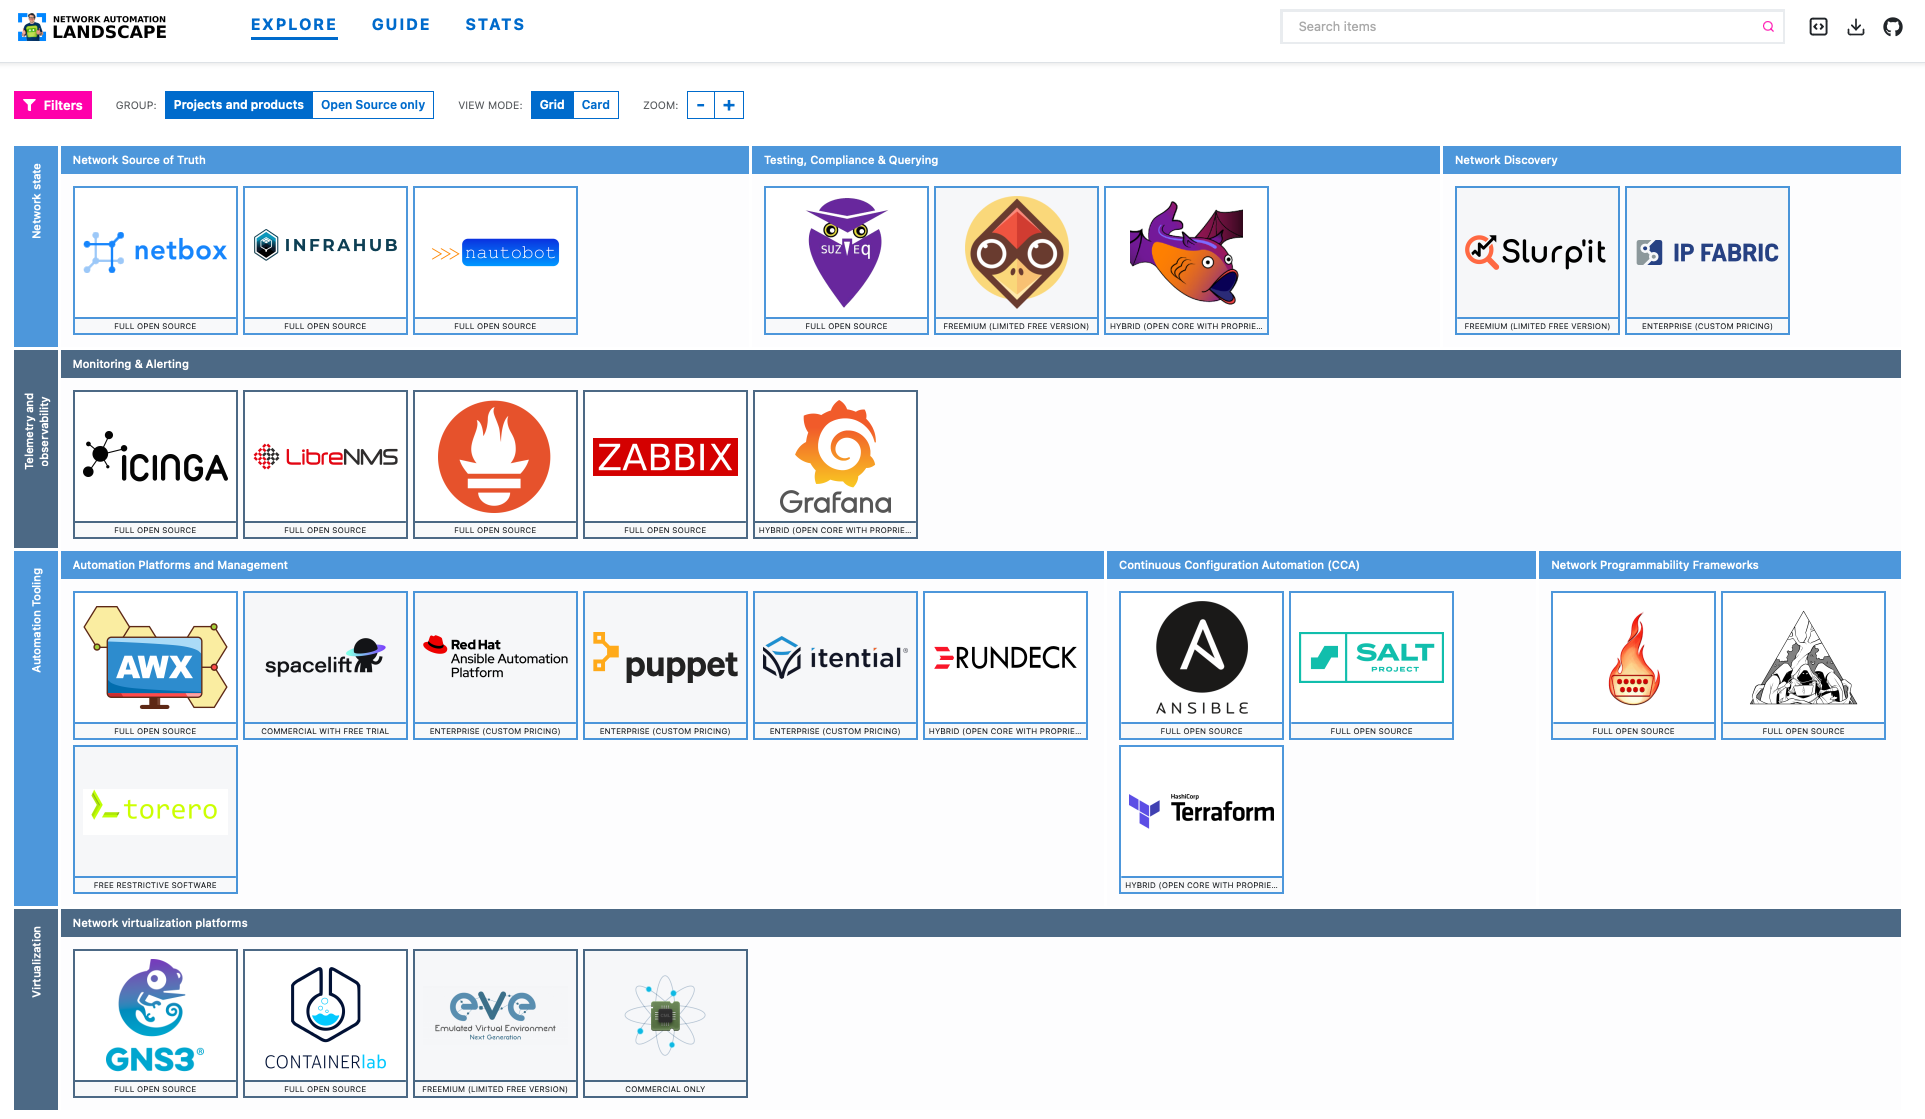 NETWORK AUTOMATION
LANDSCAPE
EXPLORE
GUIDE
STATS
Search items
Filters
GROUP:
Projects and products
Open Source only
VIEW MODE:
Grid
Card
ZOOM:
-
+
Network state
Network Source of Truth
netbox
FULL OPEN SOURCE
INFRAHUB
FULL OPEN SOURCE
>>> nautobot
FULL OPEN SOURCE
Testing, Compliance & Querying
SUZIEQ
FULL OPEN SOURCE
FREEMIUM (LIMITED FREE VERSION)
HYBRID (OPEN CORE WITH PROPRIE...
Network Discovery
Slurp'it
FREEMIUM (LIMITED FREE VERSION)
IP FABRIC
ENTERPRISE (CUSTOM PRICING)
Telemetry and
observability
Monitoring & Alerting
ICINGA
FULL OPEN SOURCE
LibreNMS
FULL OPEN SOURCE
FULL OPEN SOURCE
ZABBIX
FULL OPEN SOURCE
Grafana
HYBRID (OPEN CORE WITH PROPRIE...
Automation Tooling
Automation Platforms and Management
AWX
FULL OPEN SOURCE
spacelift
COMMERCIAL WITH FREE TRIAL
Red Hat
Ansible Automation
Platform
ENTERPRISE (CUSTOM PRICING)
puppet
ENTERPRISE (CUSTOM PRICING)
itential®
ENTERPRISE (CUSTOM PRICING)
RUNDECK
HYBRID (OPEN CORE WITH PROPRIE...
torero
FREE RESTRICTIVE SOFTWARE
Continuous Configuration Automation (CCA)
ANSIBLE
FULL OPEN SOURCE
SALT
PROJECT
FULL OPEN SOURCE
HashiCorp
Terraform
HYBRID (OPEN CORE WITH PROPRIE...
Network Programmability Frameworks
FULL OPEN SOURCE
FULL OPEN SOURCE
Virtualization
Network virtualization platforms
GNS3®
FULL OPEN SOURCE
CONTAINERlab
FULL OPEN SOURCE
eve
Emulated Virtual Environment
Next Generation
FREEMIUM (LIMITED FREE VERSION)
COMMERCIAL ONLY